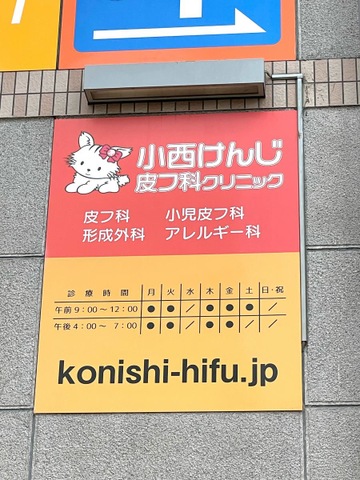 小西けんじ
皮フ科クリニック
皮フ科 小児皮フ科
形成外科 アレルギー科
診療時間 月 火 水 木 金 土 日・祝
午前9：00〜12：00 ● ● ／ ● ● ● ／
午後4：00〜 7：00 ● ● ／ ● ● ／ ／
konishi-hifu.jp